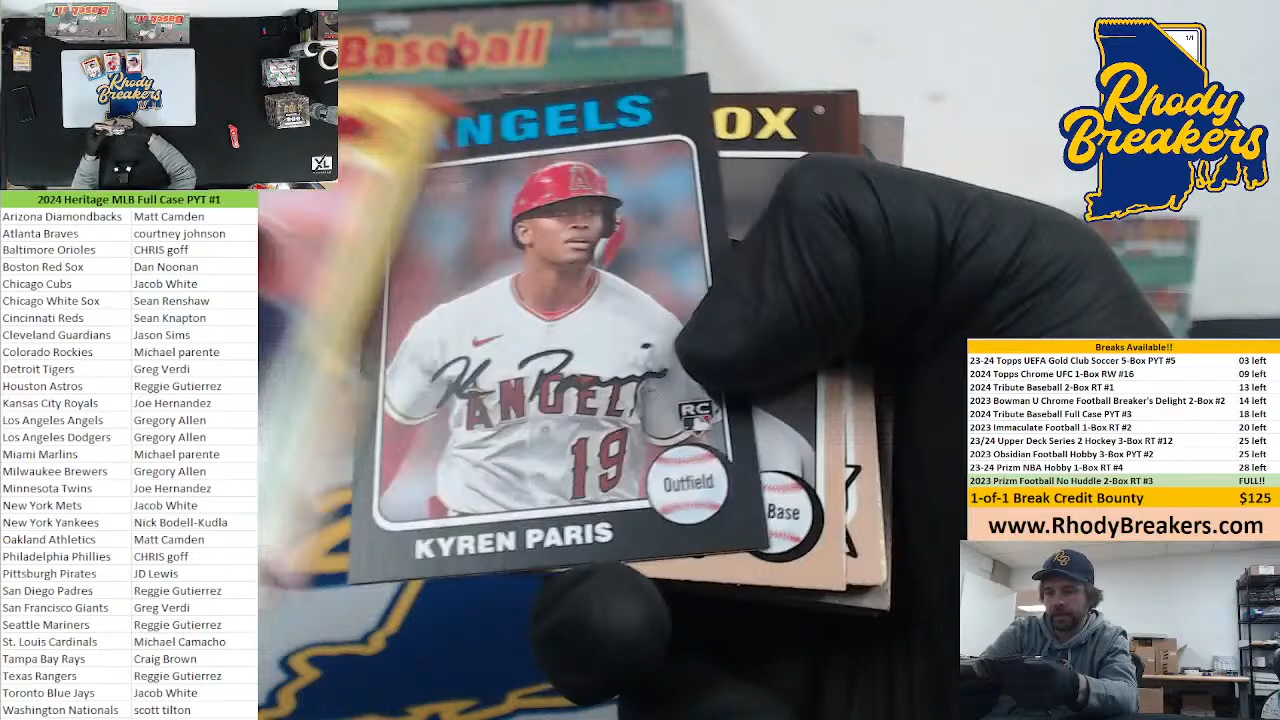 Baseball
Rhody
Breakers
XL
2024 Heritage MLB Full Case PYT #1
Arizona Diamondbacks Matt Camden
Atlanta Braves courtney johnson
Baltimore Orioles CHRIS goff
Boston Red Sox Dan Noonan
Chicago Cubs Jacob White
Chicago White Sox Sean Renshaw
Cincinnati Reds Sean Knapton
Cleveland Guardians Jason Sims
Colorado Rockies Michael parente
Detroit Tigers Greg Verdi
Houston Astros Reggie Gutierrez
Kansas City Royals Joe Hernandez
Los Angeles Angels Gregory Allen
Los Angeles Dodgers Gregory Allen
Miami Marlins Michael parente
Milwaukee Brewers Gregory Allen
Minnesota Twins Joe Hernandez
New York Mets Jacob White
New York Yankees Nick Bodell-Kudla
Oakland Athletics Matt Camden
Philadelphia Phillies CHRIS goff
Pittsburgh Pirates JD Lewis
San Diego Padres Reggie Gutierrez
San Francisco Giants Greg Verdi
Seattle Mariners Reggie Gutierrez
St. Louis Cardinals Michael Camacho
Tampa Bay Rays Craig Brown
Texas Rangers Reggie Gutierrez
Toronto Blue Jays Jacob White
Washington Nationals scott tilton
Baseball
ANGELS
OX
ANGEL
19
RC
Outfield
Base
KYREN PARIS
1/1
Rhody
Breakers
Breaks Available!!
23-24 Topps UEFA Gold Club Soccer 5-Box PYT #5 03 left
2024 Topps Chrome UFC 1-Box RW #16 09 left
2024 Tribute Baseball 2-Box RT #1 13 left
2023 Bowman U Chrome Football Breaker's Delight 2-Box #2 14 left
2024 Tribute Baseball Full Case PYT #3 18 left
2023 Immaculate Football 1-Box RT #2 20 left
23/24 Upper Deck Series 2 Hockey 3-Box RT #12 25 left
2023 Obsidian Football Hobby 3-Box PYT #2 25 left
23-24 Prizm NBA Hobby 1-Box RT #4 28 left
2023 Prizm Football No Huddle 2-Box RT #3 FULL!!
1-of-1 Break Credit Bounty $125
www.RhodyBreakers.com
RB